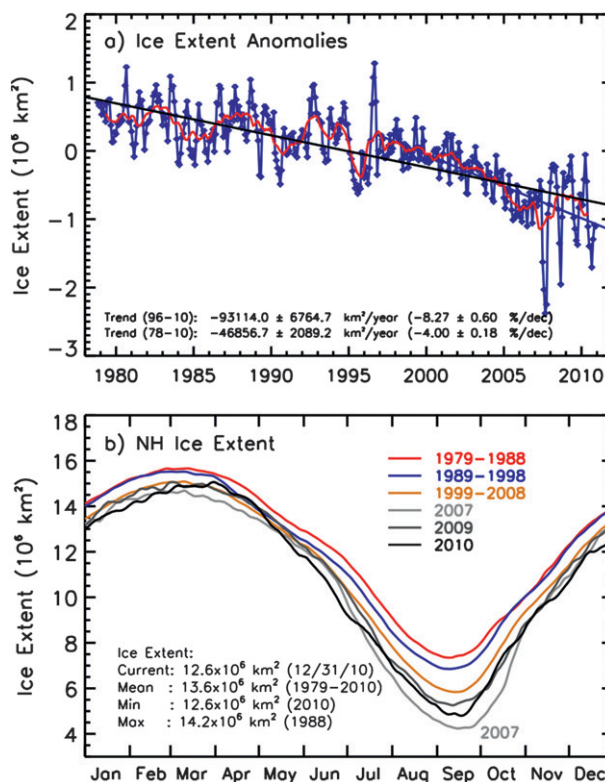 a) Ice Extent Anomalies
Ice Extent (10⁶ km²)
2
1
0
-1
-2
-3
Trend (96-10): -93114.0 ± 6764.7 km²/year (-8.27 ± 0.60 %/dec)
Trend (78-10): -46856.7 ± 2089.2 km²/year (-4.00 ± 0.18 %/dec)
1980 1985 1990 1995 2000 2005 2010
b) NH Ice Extent
Ice Extent (10⁶ km²)
18
16
14
12
10
8
6
4
1979-1988
1989-1998
1999-2008
2007
2009
2010
Ice Extent:
Current: 12.6x10⁶ km² (12/31/10)
Mean : 13.6x10⁶ km² (1979-2010)
Min : 12.6x10⁶ km² (2010)
Max : 14.2x10⁶ km² (1988)
2007
Jan Feb Mar Apr May Jun Jul Aug Sep Oct Nov Dec